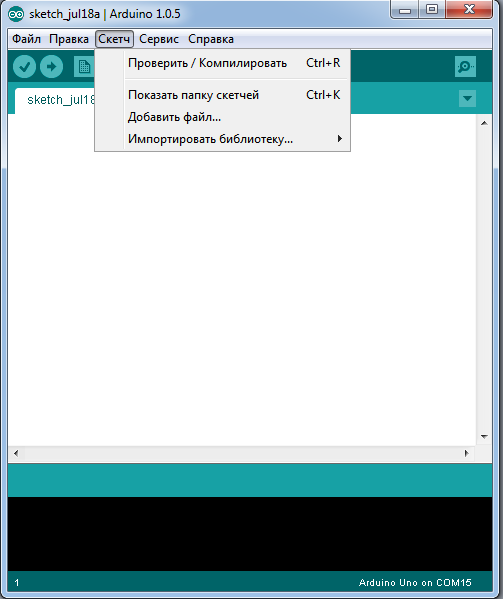 sketch_jul18a | Arduino 1.0.5
Файл Правка Скетч Сервис Справка
Проверить / Компилировать Ctrl+R
sketch_jul18
Показать папку скетчей Ctrl+K
Добавить файл...
Импортировать библиотеку...
1 Arduino Uno on COM15